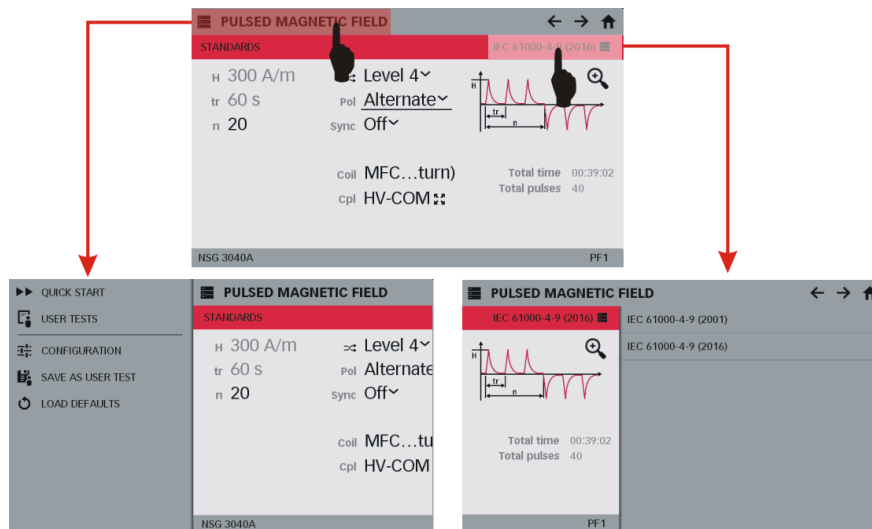 PULSED MAGNETIC FIELD
STANDARDS IEC 61000-4-9 (2016)
H 300 A/m Level 4
tr 60 s Pol Alternate
n 20 Sync Off
H
tr
n
Coil MFC...turn)
Cpl HV-COM
Total time 00:39:02
Total pulses 40
NSG 3040A PF1
QUICK START
USER TESTS
CONFIGURATION
SAVE AS USER TEST
LOAD DEFAULTS
PULSED MAGNETIC FIELD
STANDARDS
H 300 A/m Level 4
tr 60 s Pol Alternate
n 20 Sync Off
Coil MFC...tu
Cpl HV-COM
NSG 3040A
PULSED MAGNETIC FIELD
IEC 61000-4-9 (2016)
H
tr
n
Total time 00:39:02
Total pulses 40
PF1
IEC 61000-4-9 (2001)
IEC 61000-4-9 (2016)